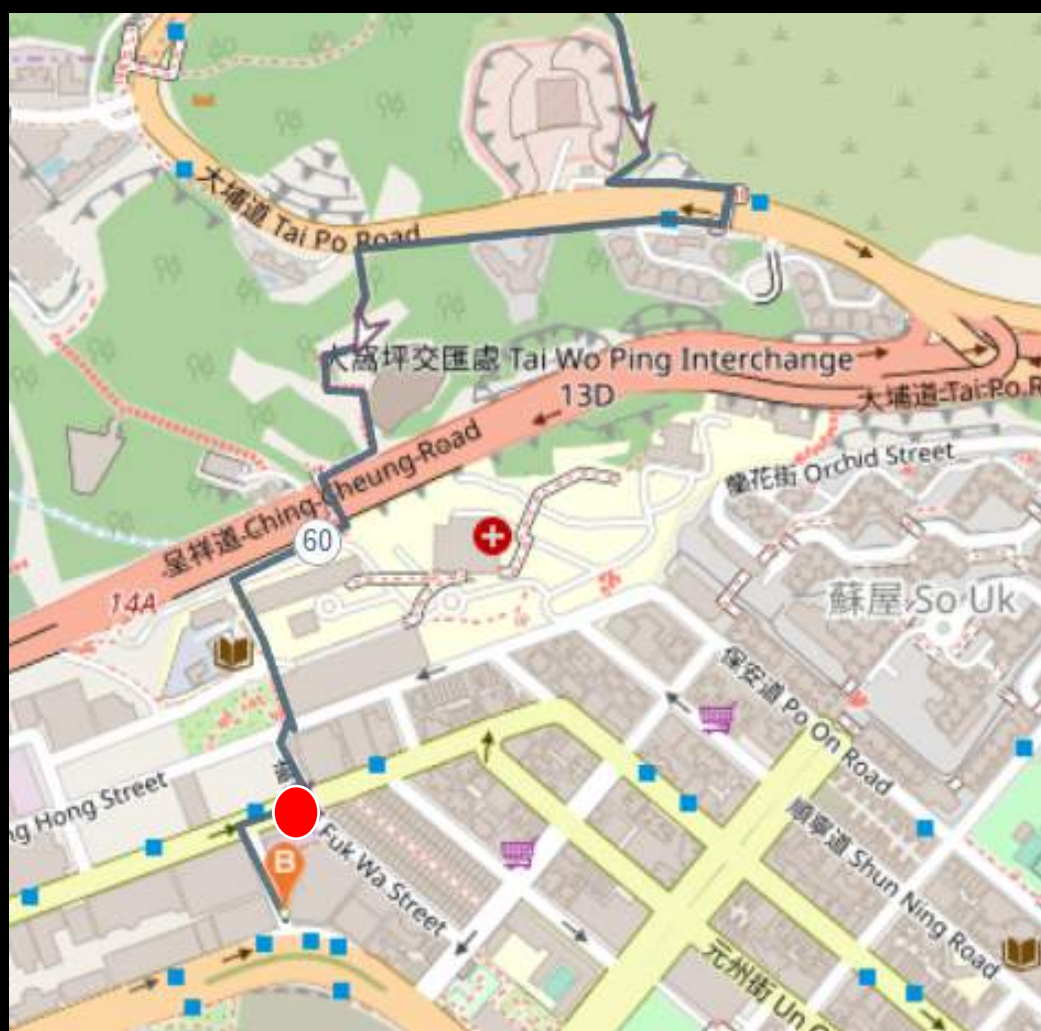 大埔道 Tai Po Road
大窩坪交匯處 Tai Wo Ping Interchange
13D
大埔道 Tai Po R
呈祥道 Ching Cheung Road
蘭花街 Orchid Street
60
14A
蘇屋 So Uk
保安道 Po On Road
ng Hong Street
順寧道 Shun Ning Road
B
Fuk Wa Street
元州街 Un